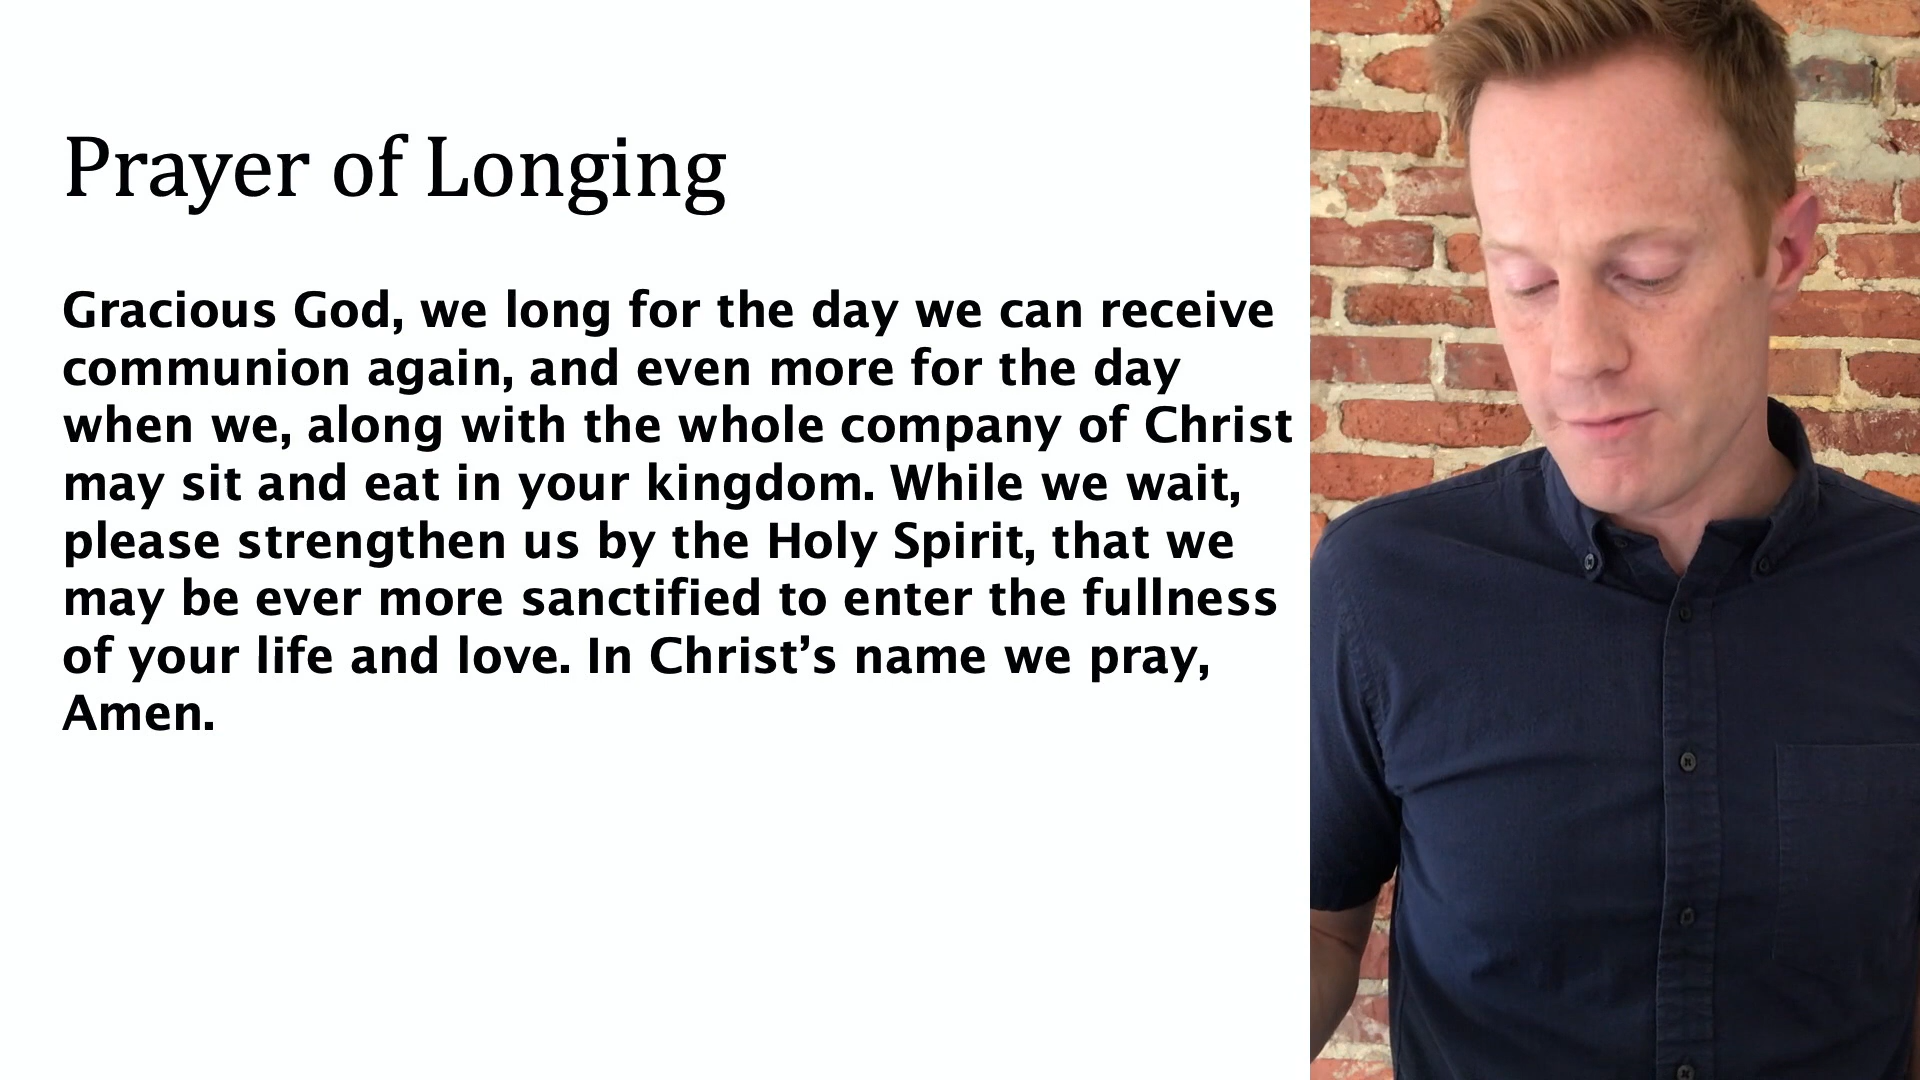 Prayer of Longing
Gracious God, we long for the day we can receive
communion again, and even more for the day
when we, along with the whole company of Christ
may sit and eat in your kingdom. While we wait,
please strengthen us by the Holy Spirit, that we
may be ever more sanctified to enter the fullness
of your life and love. In Christ’s name we pray,
Amen.